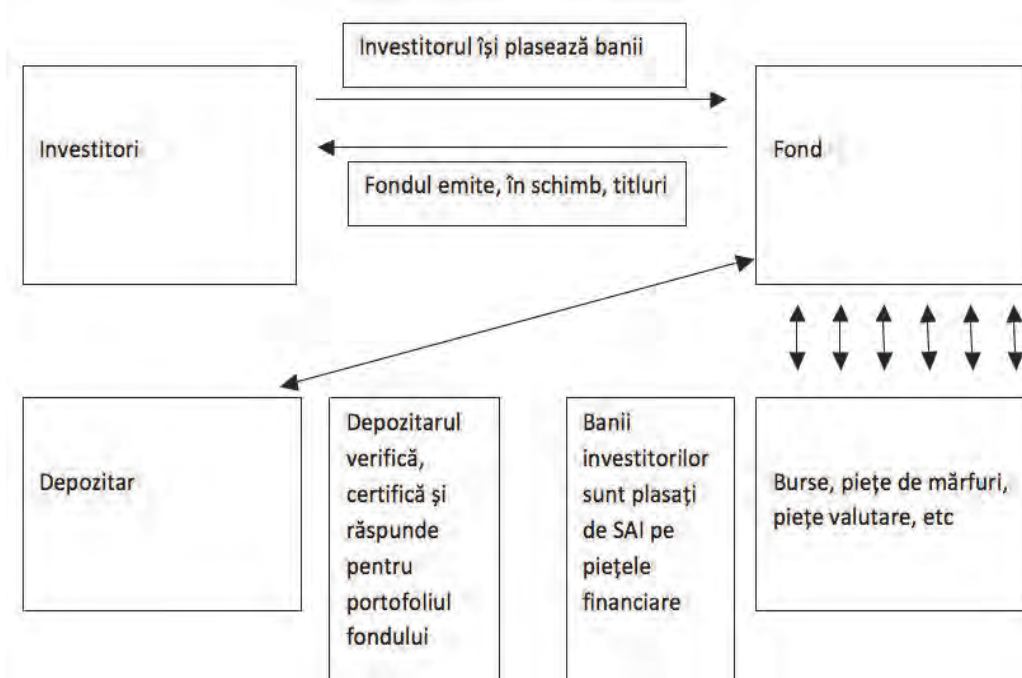 Investitorul își plasează banii
Investitori
Fond
Fondul emite, în schimb, titluri
Depozitar
Depozitarul
verifică,
certifică și
răspunde
pentru
portofoliul
fondului
Banii
investitorilor
sunt plasați
de SAI pe
piețele
financiare
Burse, piețe de mărfuri,
piețe valutare, etc